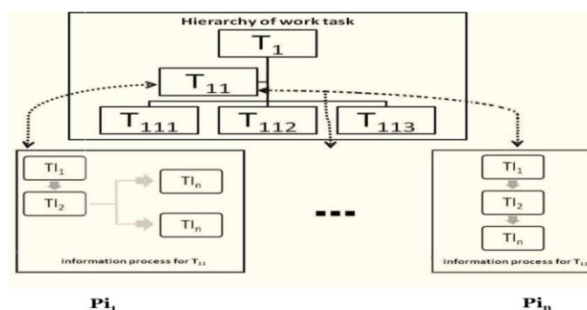 Hierarchy of work task
T1
T11
T111 T112 T113
TI1
TI2
TIn
TIn
information process for T11
TI1
TI2
TIn
information process for T11
Pi1
Pin